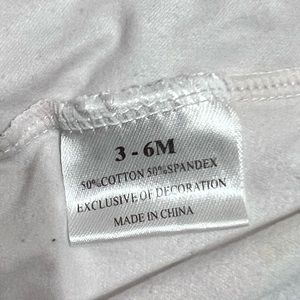 3 - 6M
50%COTTON 50%SPANDEX
EXCLUSIVE OF DECORATION
MADE IN CHINA